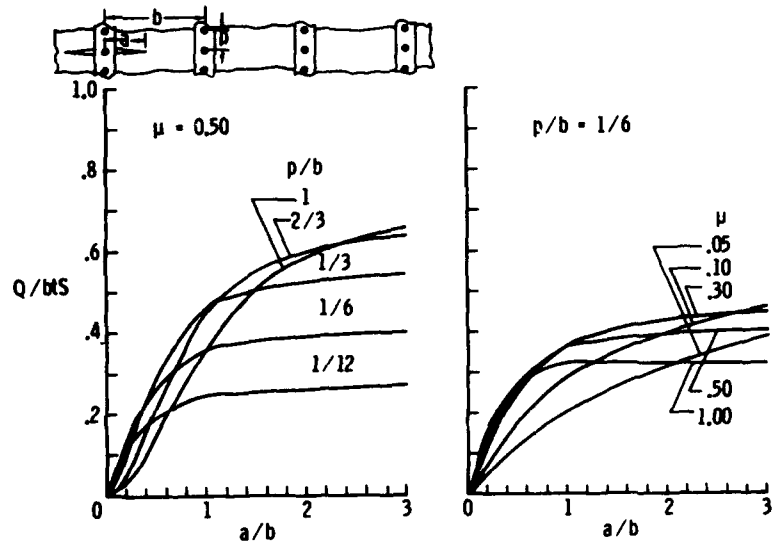 b
a
p
1.0
.8
.6
.4
.2
0
1
2
3
Q/btS
a/b
μ = 0.50
p/b
1
2/3
1/3
1/6
1/12
p/b = 1/6
μ
.05
.10
.30
.50
1.00
0
1
2
3
a/b